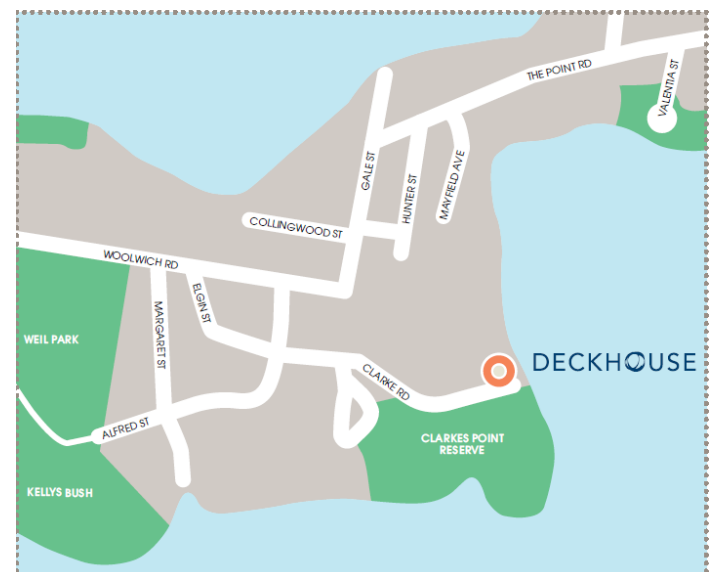 THE POINT RD
VALENTIA ST
GALE ST
HUNTER ST
MAYFIELD AVE
COLLINGWOOD ST
WOOLWICH RD
ELGIN ST
MARGARET ST
WEIL PARK
DECKHOUSE
CLARKE RD
ALFRED ST
CLARKES POINT
RESERVE
KELLYS BUSH